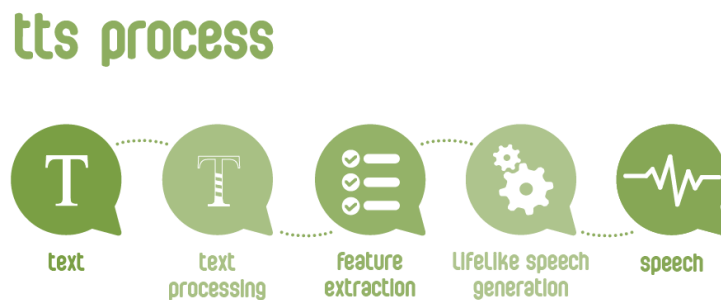 tts process
T
T
text
text
processing
feature
extraction
lifelike speech
generation
speech